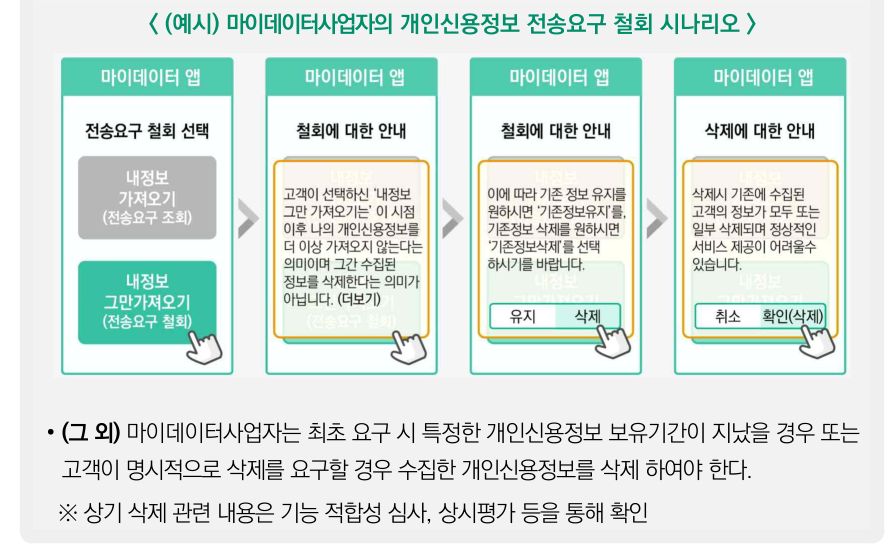 〈 (예시) 마이데이터사업자의 개인신용정보 전송요구 철회 시나리오 〉
마이데이터 앱
전송요구 철회 선택
내정보
가져오기
(전송요구 조회)
내정보
그만가져오기
(전송요구 철회)
마이데이터 앱
철회에 대한 안내
고객이 선택하신 '내정보
그만 가져오기는' 이 시점
이후 나의 개인신용정보를
더 이상 가져오지 않는다는
의미이며 그간 수집된
정보를 삭제한다는 의미가
아닙니다. (더보기)
마이데이터 앱
철회에 대한 안내
이에 따라 기존 정보 유지를
원하시면 '기존정보유지'를,
기존정보 삭제를 원하시면
'기존정보삭제'를 선택
하시기를 바랍니다.
유지 삭제
마이데이터 앱
삭제에 대한 안내
삭제시 기존에 수집된
고객의 정보가 모두 또는
일부 삭제되며 정상적인
서비스 제공이 어려울수
있습니다.
취소 확인(삭제)
• (그 외) 마이데이터사업자는 최초 요구 시 특정한 개인신용정보 보유기간이 지났을 경우 또는
고객이 명시적으로 삭제를 요구할 경우 수집한 개인신용정보를 삭제 하여야 한다.
※ 상기 삭제 관련 내용은 기능 적합성 심사, 상시평가 등을 통해 확인